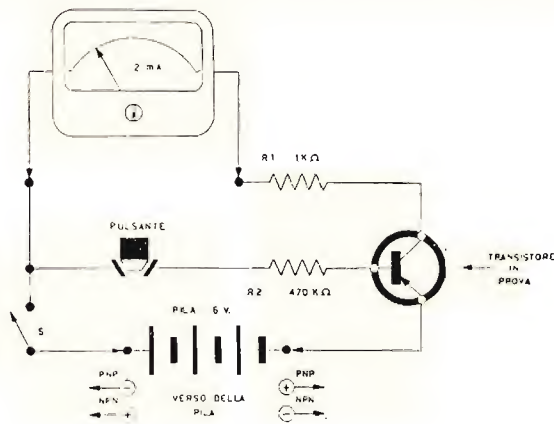 2 mA
R1 1KΩ
PULSANTE
TRANSISTORE
IN
PROVA
R2 470 KΩ
S
PILA 6 V.
PNP - PNP +
NPN + NPN -
VERSO DELLA
PILA